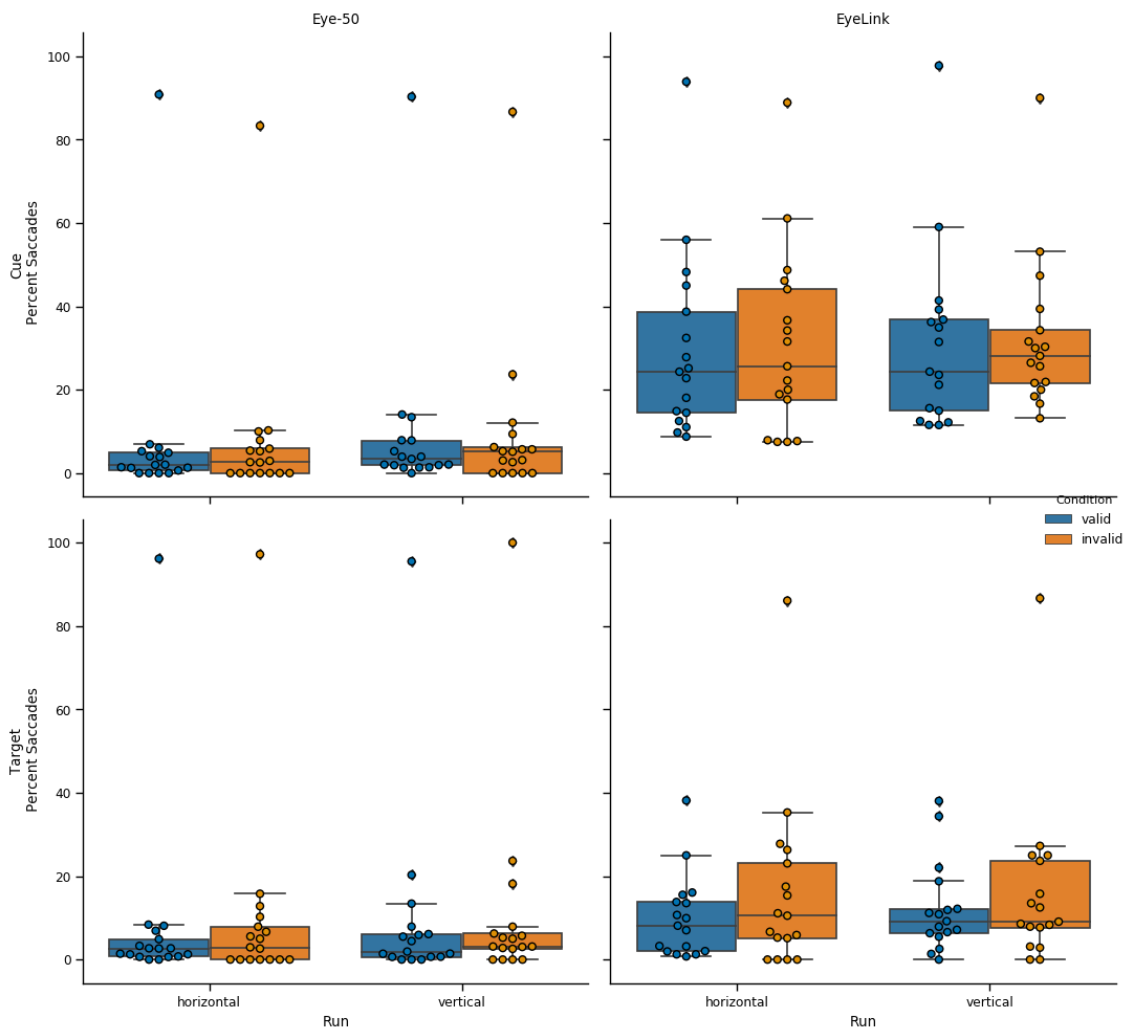 Eye-50
EyeLink
100
80
60
40
20
0
Cue
Percent Saccades
Condition
valid
invalid
100
80
60
40
20
0
Target
Percent Saccades
horizontal
vertical
horizontal
vertical
Run
Run